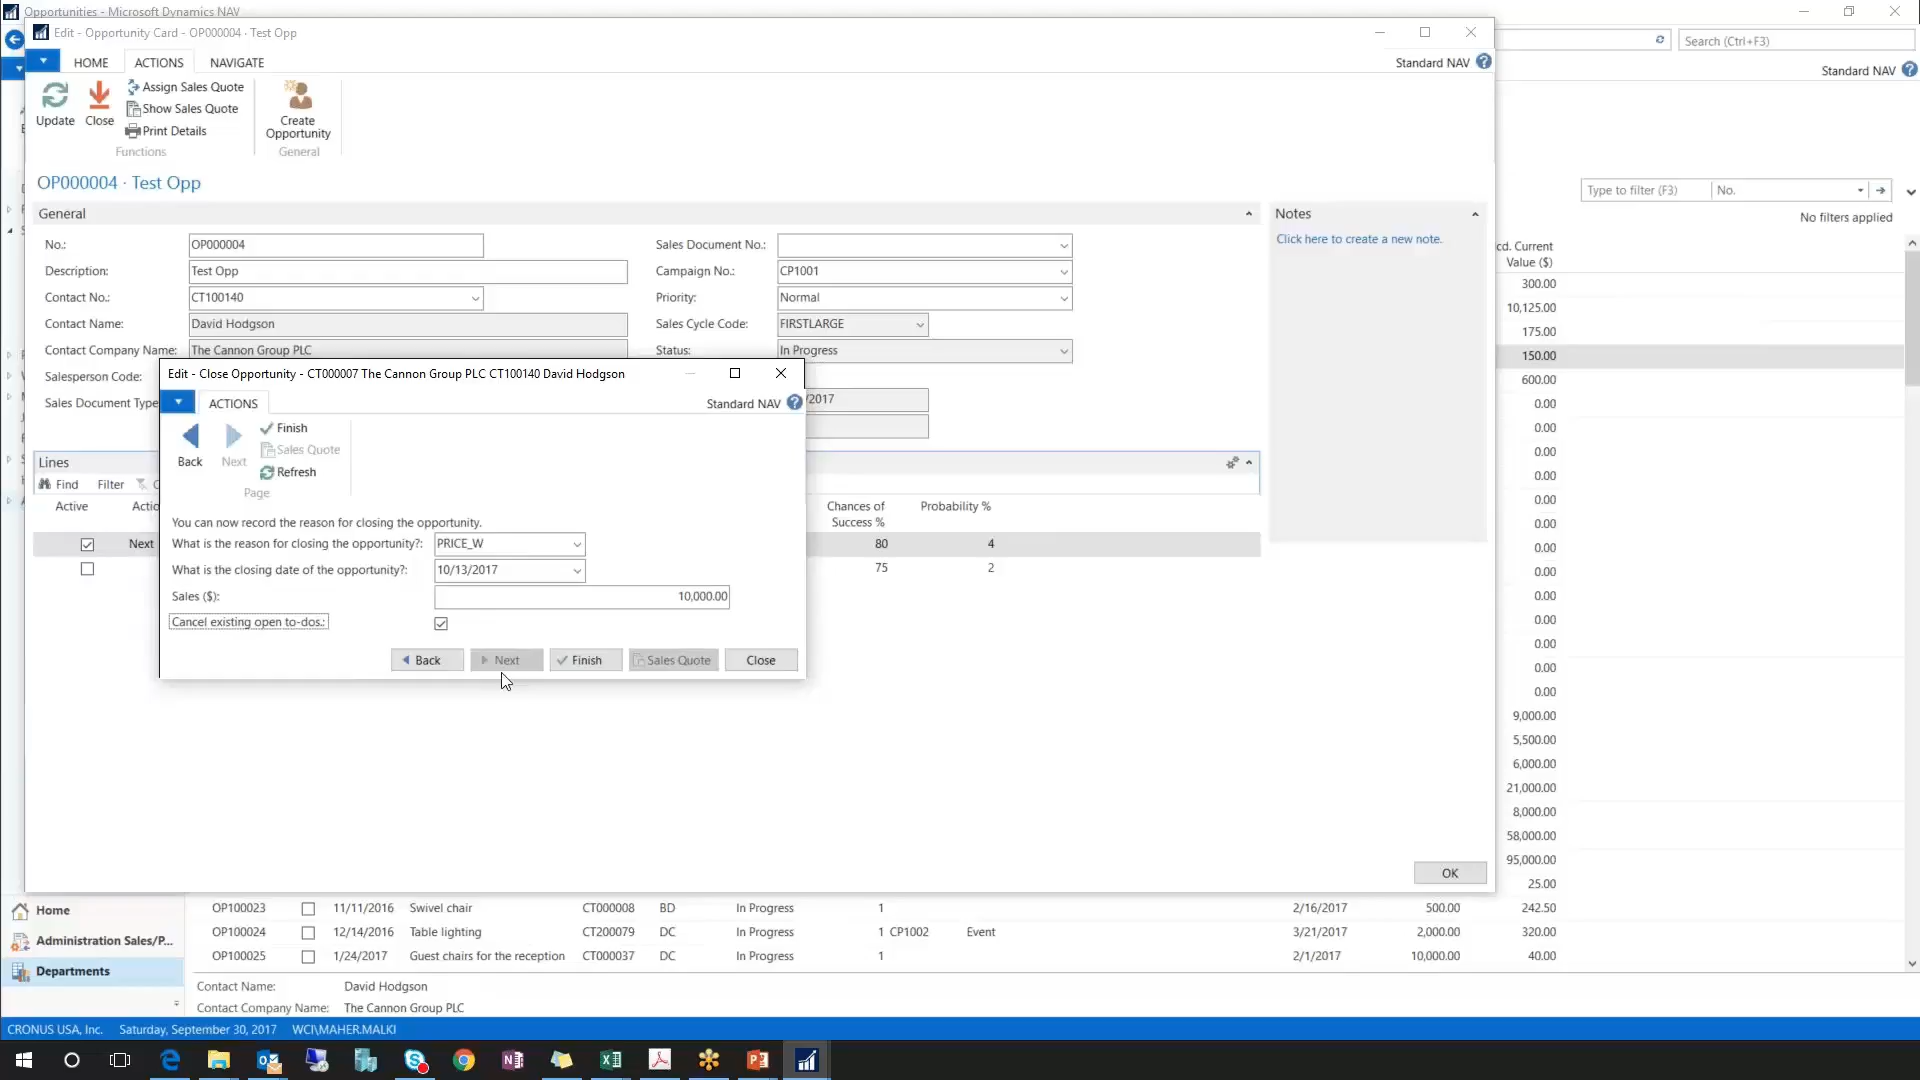 Opportunities - Microsoft Dynamics NAV
Edit - Opportunity Card - OP000004 · Test Opp
Search (Ctrl+F3)
HOME ACTIONS NAVIGATE
Standard NAV
Standard NAV
Update
Close
Assign Sales Quote
Show Sales Quote
Print Details
Functions
Create Opportunity
General
OP000004 · Test Opp
Type to filter (F3) No.
No filters applied
General
Notes
Click here to create a new note.
No.: OP000004
Description: Test Opp
Contact No.: CT100140
Contact Name: David Hodgson
Contact Company Name: The Cannon Group PLC
Salesperson Code:
Sales Document Type
Sales Document No.:
Campaign No.: CP1001
Priority: Normal
Sales Cycle Code: FIRSTLARGE
Status: In Progress
/2017
cd. Current
Value ($)
300.00
10,125.00
175.00
150.00
600.00
0.00
0.00
0.00
0.00
0.00
0.00
0.00
0.00
0.00
0.00
0.00
0.00
0.00
9,000.00
5,500.00
6,000.00
21,000.00
8,000.00
58,000.00
95,000.00
25.00
Edit - Close Opportunity - CT000007 The Cannon Group PLC CT100140 David Hodgson
ACTIONS
Standard NAV
Back
Next
Finish
Sales Quote
Refresh
Page
You can now record the reason for closing the opportunity.
What is the reason for closing the opportunity?: PRICE_W
What is the closing date of the opportunity?: 10/13/2017
Sales ($): 10,000.00
Cancel existing open to-dos.:
Back Next Finish Sales Quote Close
Lines
Find Filter
Active Actio
Chances of Success %
Probability %
Next 80 4
75 2
OK
OP100023 11/11/2016 Swivel chair CT000008 BD In Progress 1 2/16/2017 500.00 242.50
OP100024 12/14/2016 Table lighting CT200079 DC In Progress 1 CP1002 Event 3/21/2017 2,000.00 320.00
OP100025 1/24/2017 Guest chairs for the reception CT000037 DC In Progress 1 2/1/2017 10,000.00 40.00
Home
Administration Sales/P...
Departments
Contact Name: David Hodgson
Contact Company Name: The Cannon Group PLC
CRONUS USA, Inc. Saturday, September 30, 2017 WCI\MAHER.MALKI